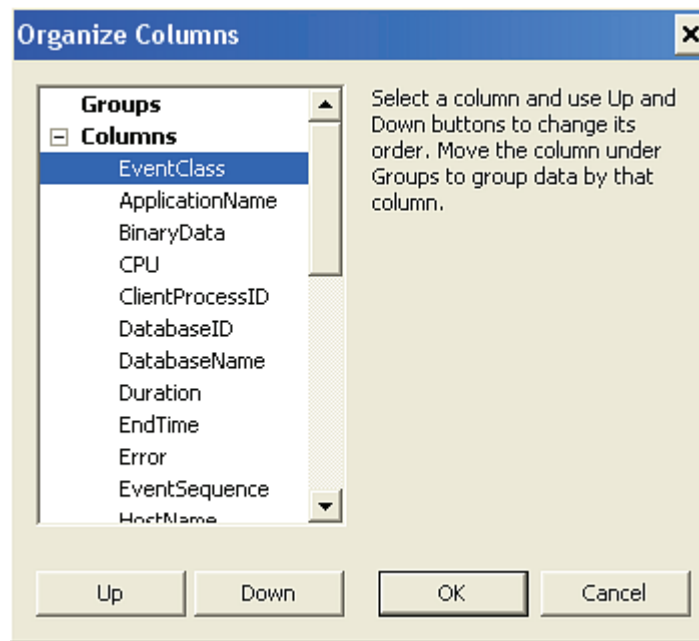 Organize Columns
Groups
Columns
EventClass
ApplicationName
BinaryData
CPU
ClientProcessID
DatabaseID
DatabaseName
Duration
EndTime
Error
EventSequence
HostName
Select a column and use Up and
Down buttons to change its
order. Move the column under
Groups to group data by that
column.
Up
Down
OK
Cancel